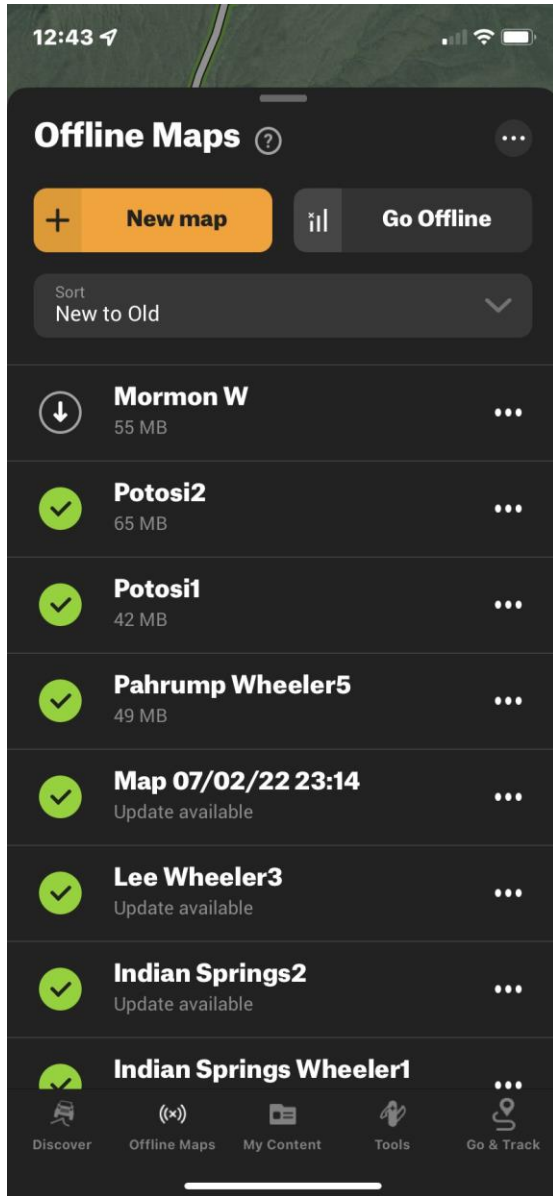 12:43
Offline Maps ?
...
+ New map
Go Offline
Sort
New to Old
Mormon W
55 MB
Potosi2
65 MB
Potosi1
42 MB
Pahrump Wheeler5
49 MB
Map 07/02/22 23:14
Update available
Lee Wheeler3
Update available
Indian Springs2
Update available
Indian Springs Wheeler1
Discover
Offline Maps
My Content
Tools
Go & Track